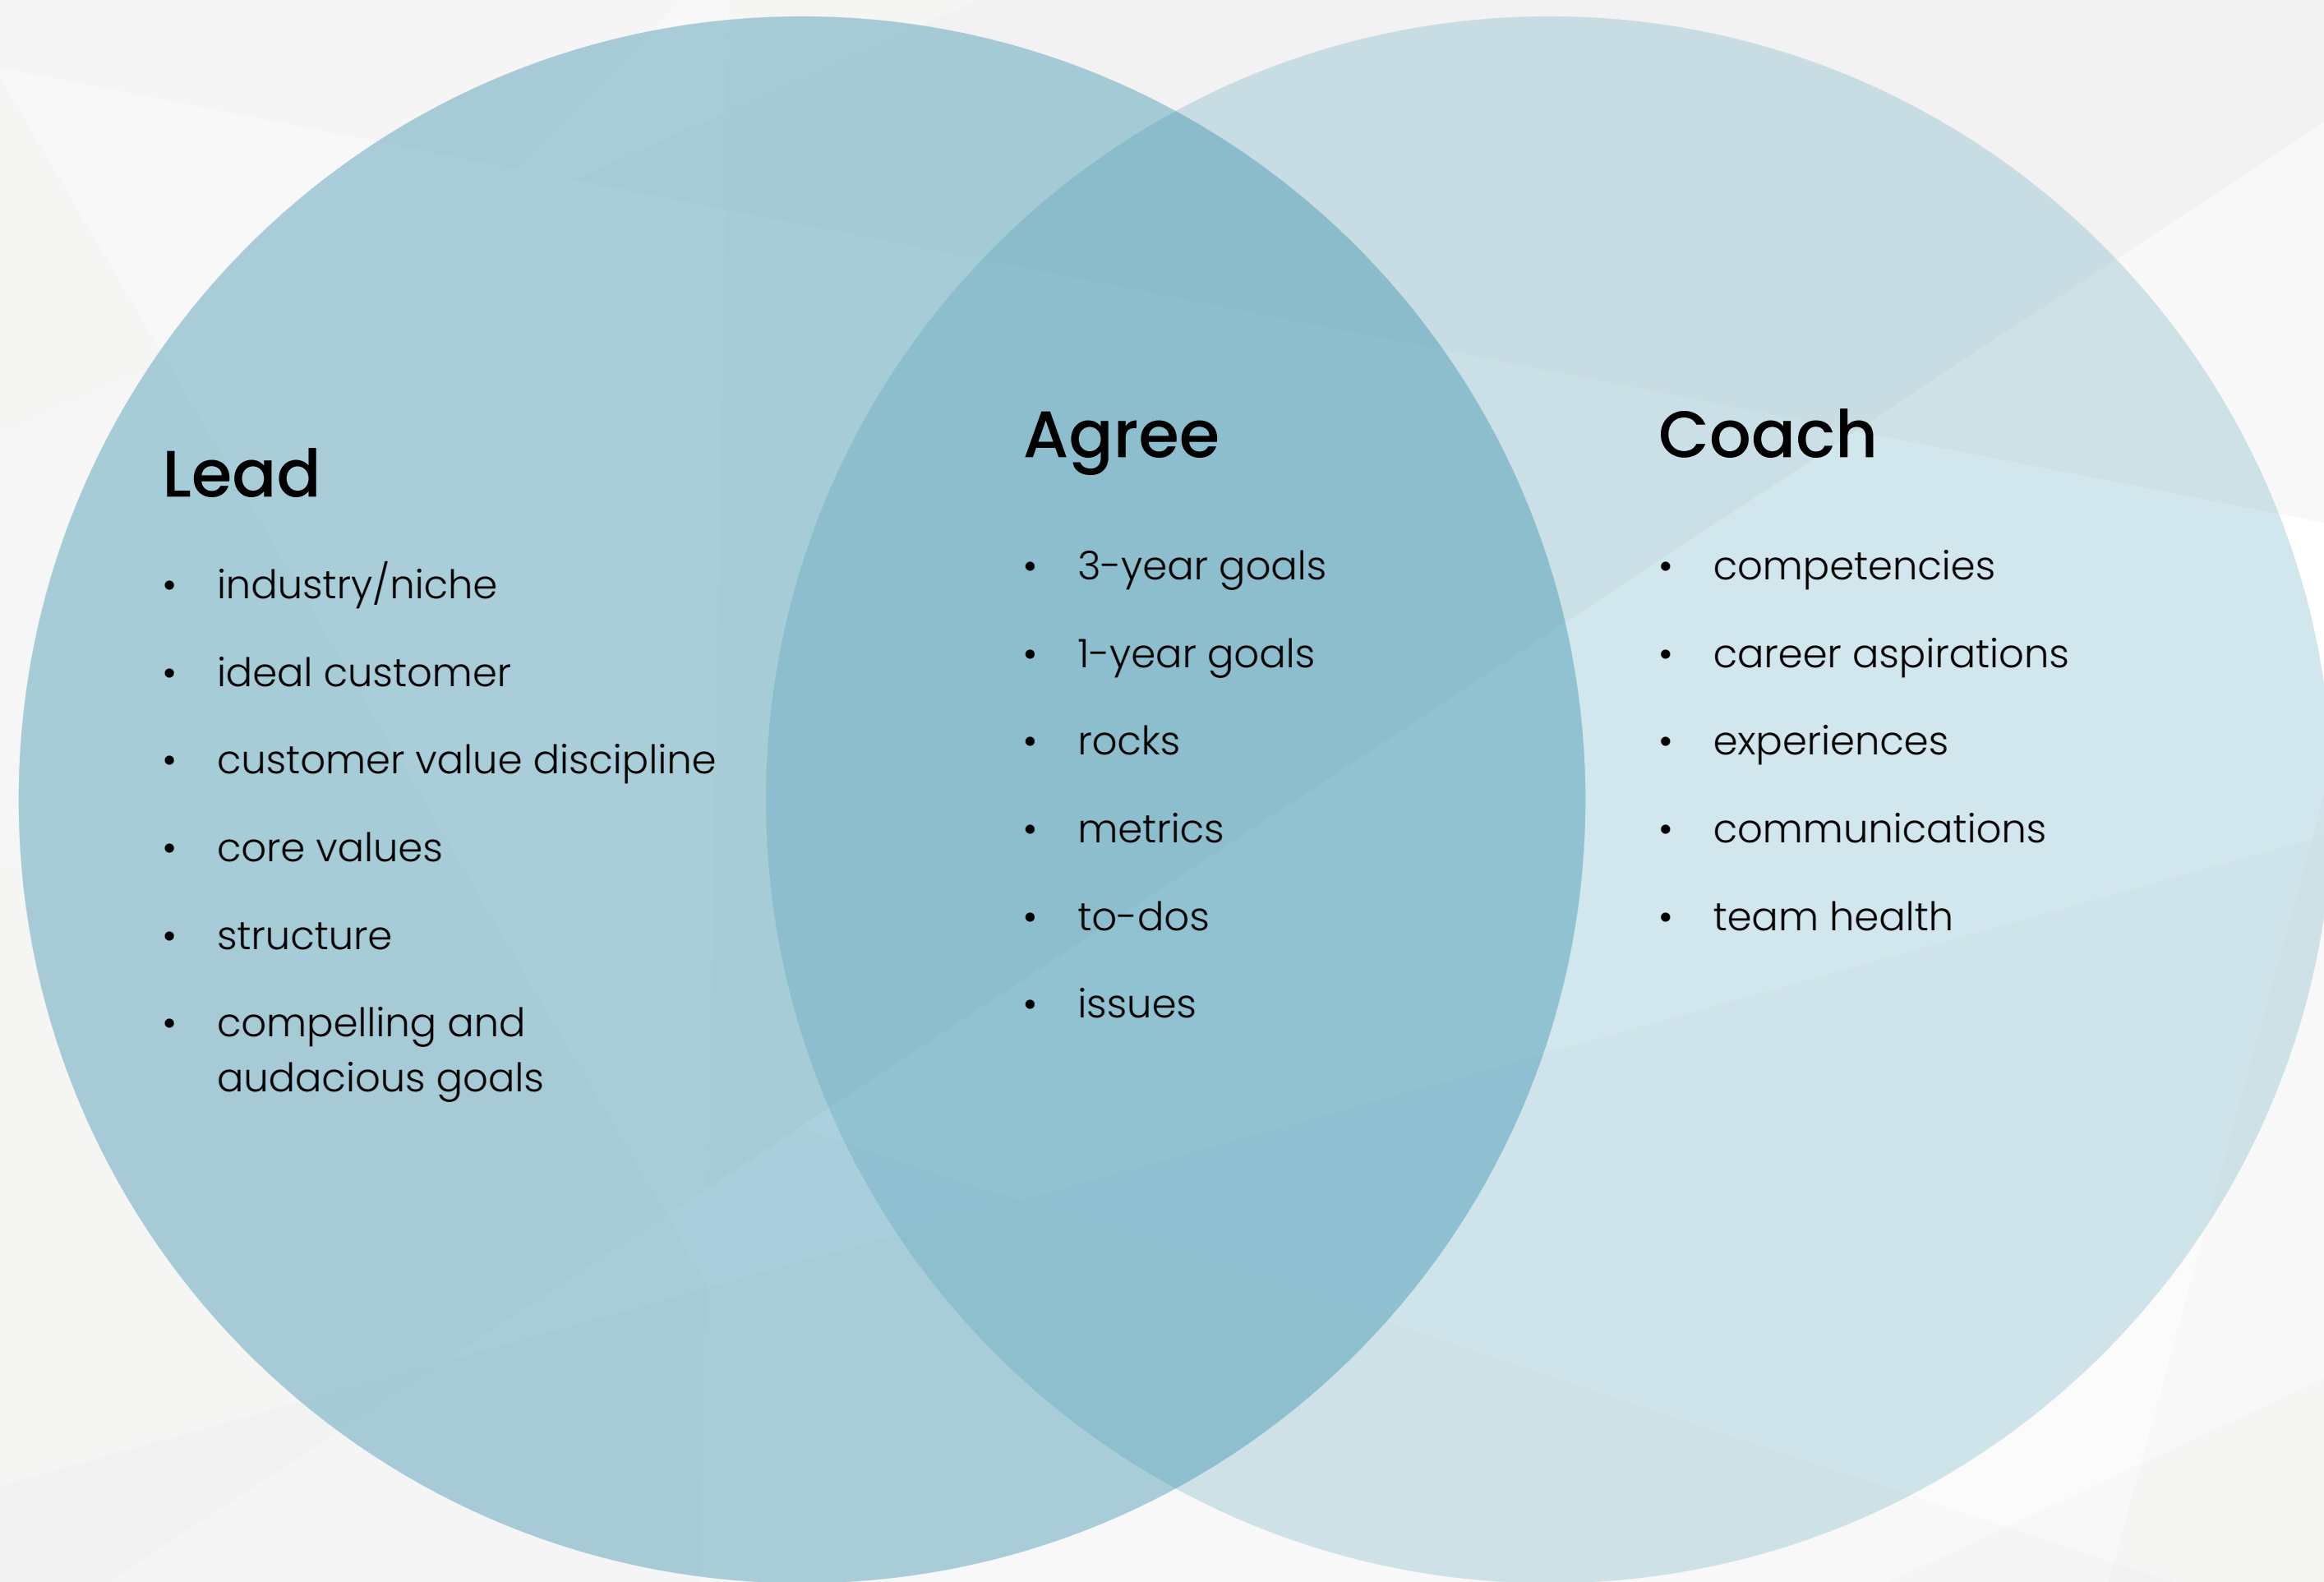 Lead
• industry/niche
• ideal customer
• customer value discipline
• core values
• structure
• compelling and
audacious goals
Agree
• 3-year goals
• 1-year goals
• rocks
• metrics
• to-dos
• issues
Coach
• competencies
• career aspirations
• experiences
• communications
• team health